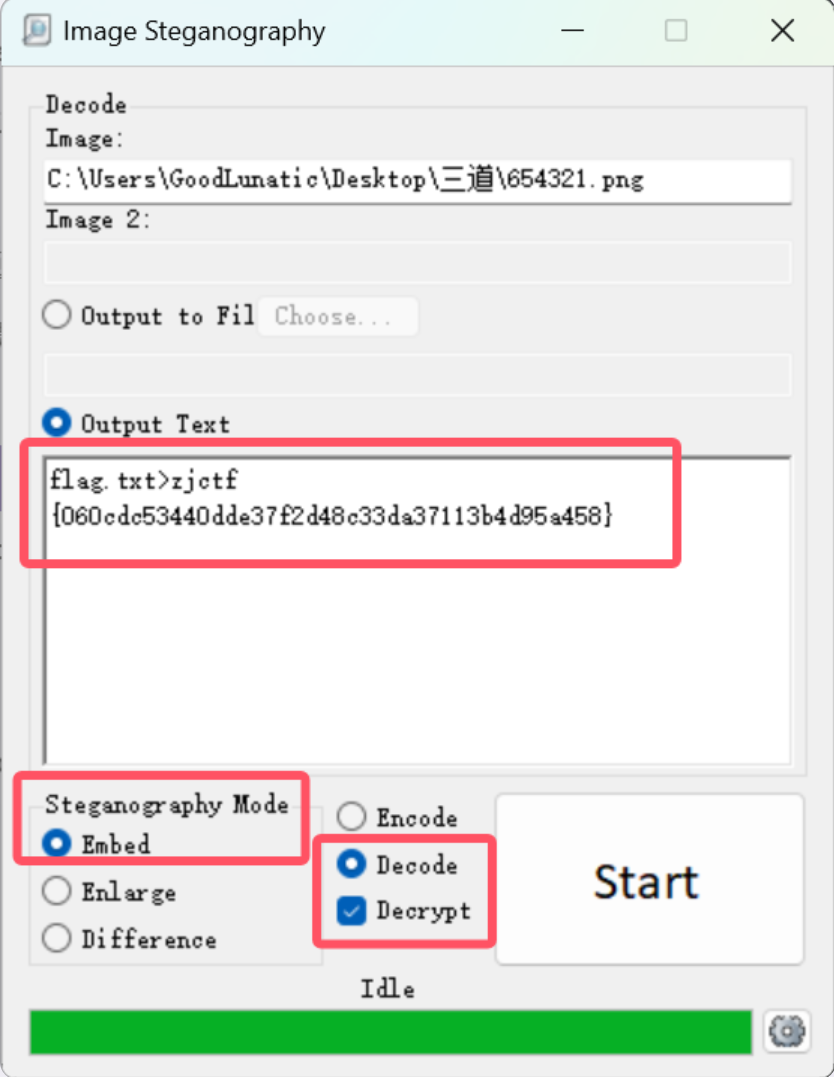 Image Steganography
Decode
Image:
C:\Users\GoodLunatic\Desktop\三道\654321.png
Image 2:
Output to Fil
Choose...
Output Text
flag.txt>zjctf
{060cdc53440dde37f2d48c33da37113b4d95a458}
Steganography Mode
Embed
Enlarge
Difference
Encode
Decode
Decrypt
Start
Idle